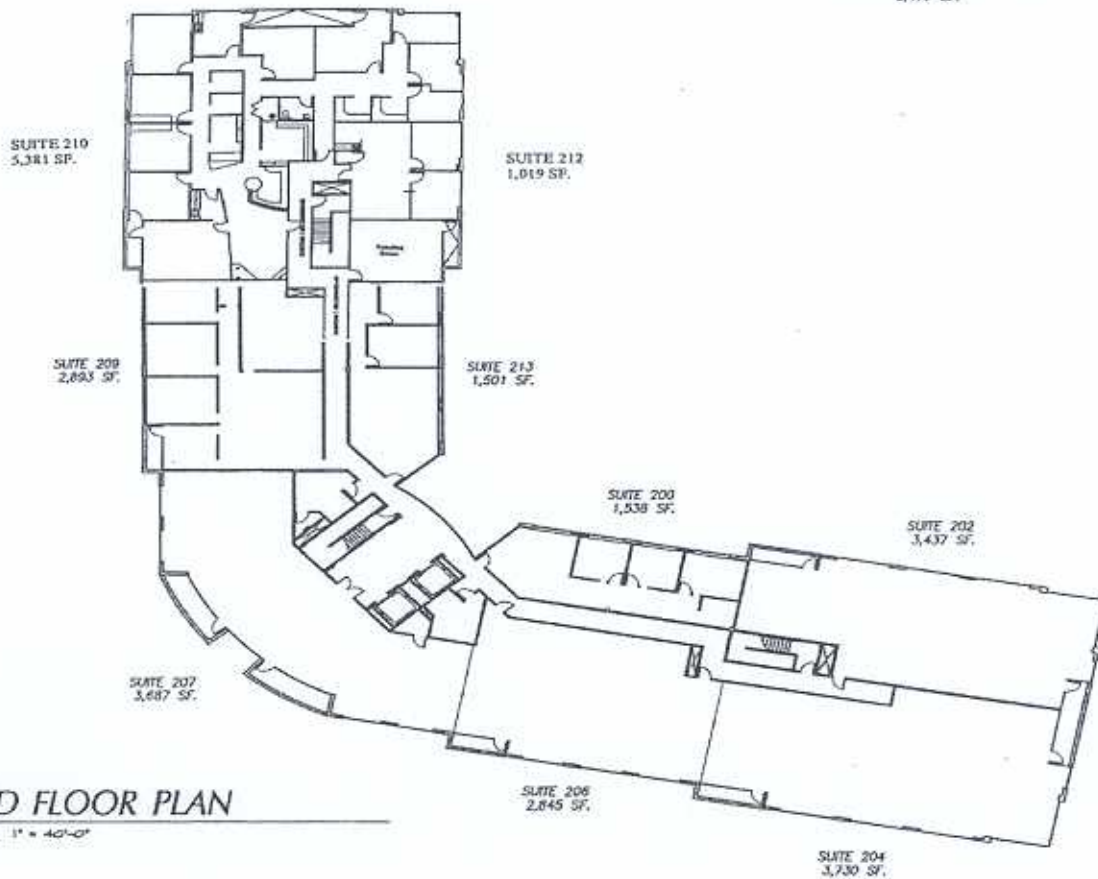 SUITE 210
5,381 SF.
SUITE 212
1,019 SF.
SUITE 209
2,893 SF.
SUITE 213
1,501 SF.
SUITE 200
1,538 SF.
SUITE 202
3,437 SF.
SUITE 207
3,687 SF.
D FLOOR PLAN
1" = 40'-0"
SUITE 206
2,845 SF.
SUITE 204
3,730 SF.